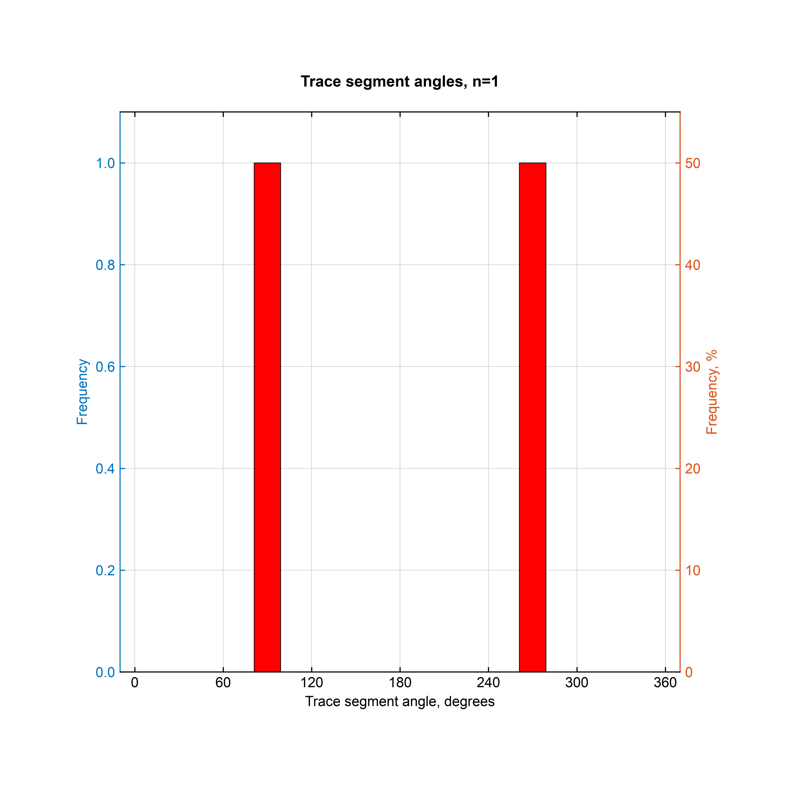 Trace segment angles, n=1
1.0
0.8
0.6
0.4
0.2
0.0
Frequency
50
40
30
20
10
0
Frequency, %
0 60 120 180 240 300 360
Trace segment angle, degrees